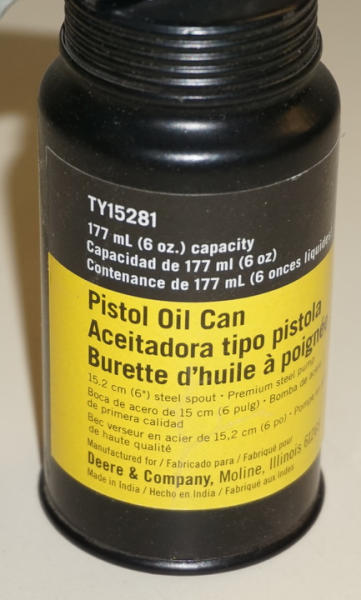 TY15281
177 mL (6 oz.) capacity
Capacidad de 177 ml (6 oz)
Contenance de 177 mL (6 onces liquides)
Pistol Oil Can
Aceitadora tipo pistola
Burette d'huile à poignée
15.2 cm (6") steel spout · Premium steel pump
Boca de acero de 15 cm (6 pulg) · Bomba de acero
de primera calidad
Bec verseur en acier de 15,2 cm (6 po) · Pompe en
de haute qualité
Manufactured for / Fabricado para / Fabriqué pour
Deere & Company, Moline, Illinois 61265
Made in India / Hecho en India / Fabriqué aux Indes